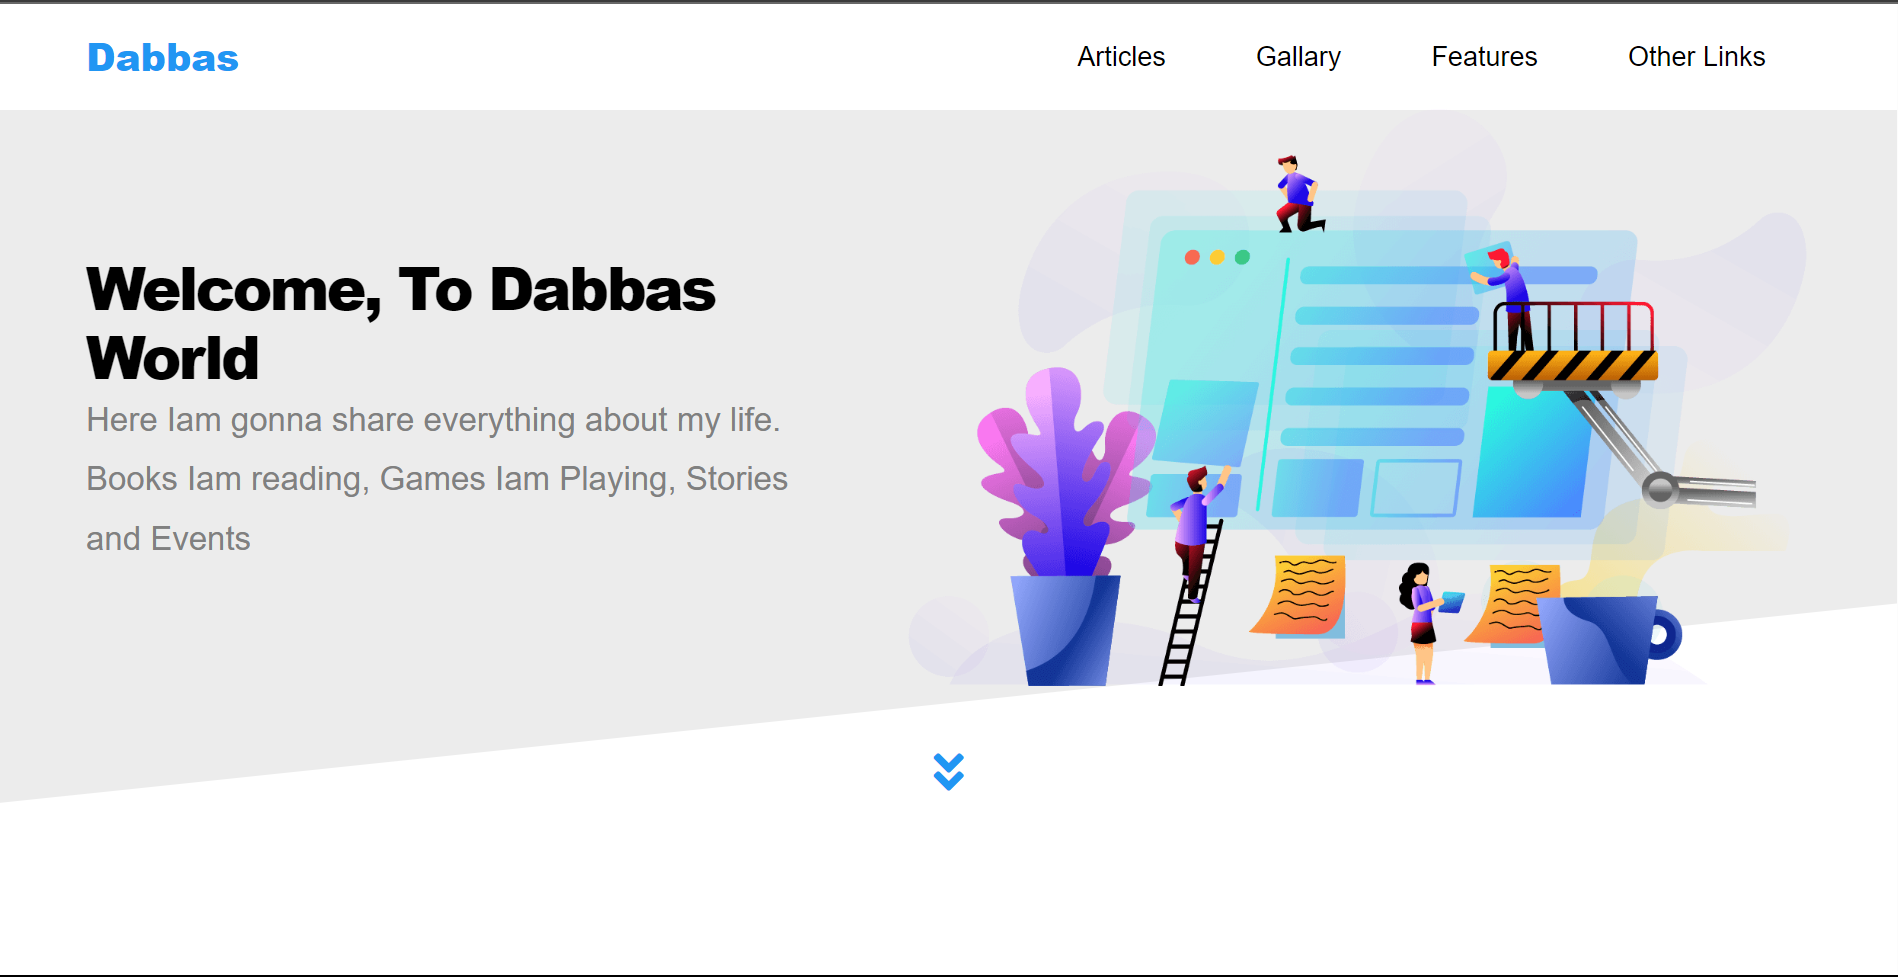 Dabbas
Articles
Gallary
Features
Other Links
Welcome, To Dabbas
World
Here Iam gonna share everything about my life.
Books Iam reading, Games Iam Playing, Stories
and Events